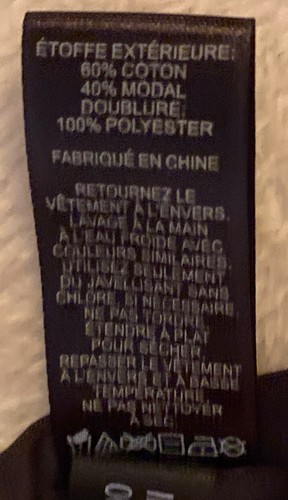 ÉTOFFE EXTÉRIEURE:
60% COTON
40% MODAL
DOUBLURE:
100% POLYESTER
FABRIQUÉ EN CHINE
RETOURNEZ LE
VÊTEMENT À L'ENVERS.
LAVAGE À LA MAIN
À L'EAU FROIDE AVEC
COULEURS SIMILAIRES.
UTILISEZ SEULEMENT
DU JAVELLISANT SANS
CHLORE, SI NÉCESSAIRE.
NE PAS TORDRE.
ÉTENDRE À PLAT
POUR SÉCHER.
REPASSER LE VÊTEMENT
À L'ENVERS ET À BASSE
TEMPÉRATURE.
NE PAS NETTOYER
À SEC